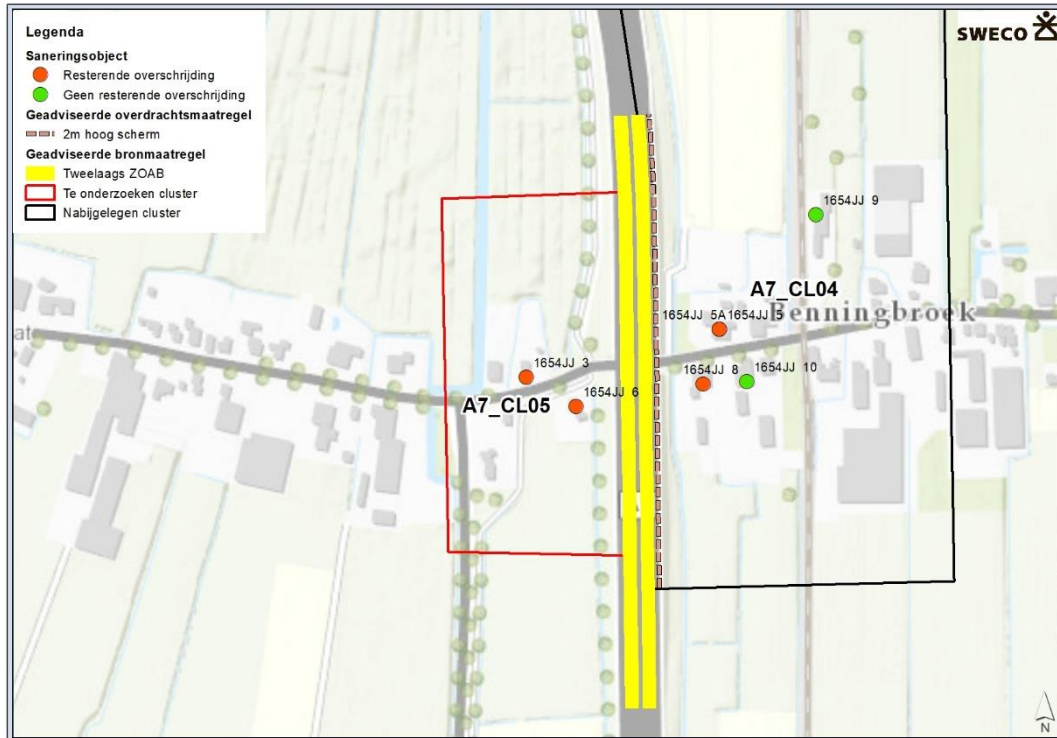 Legenda
Saneringsobject
Resterende overschrijding
Geen resterende overschrijding
Geadviseerde overdrachtsmaatregel
2m hoog scherm
Geadviseerde bronmaatregel
Tweelaags ZOAB
Te onderzoeken cluster
Nabijgelegen cluster
SWECO
1654JJ 9
A7_CL04
Benningbroek
1654JJ 5A 1654JJ 5
1654JJ 3
1654JJ 8
1654JJ 10
A7_CL05
1654JJ 6
N